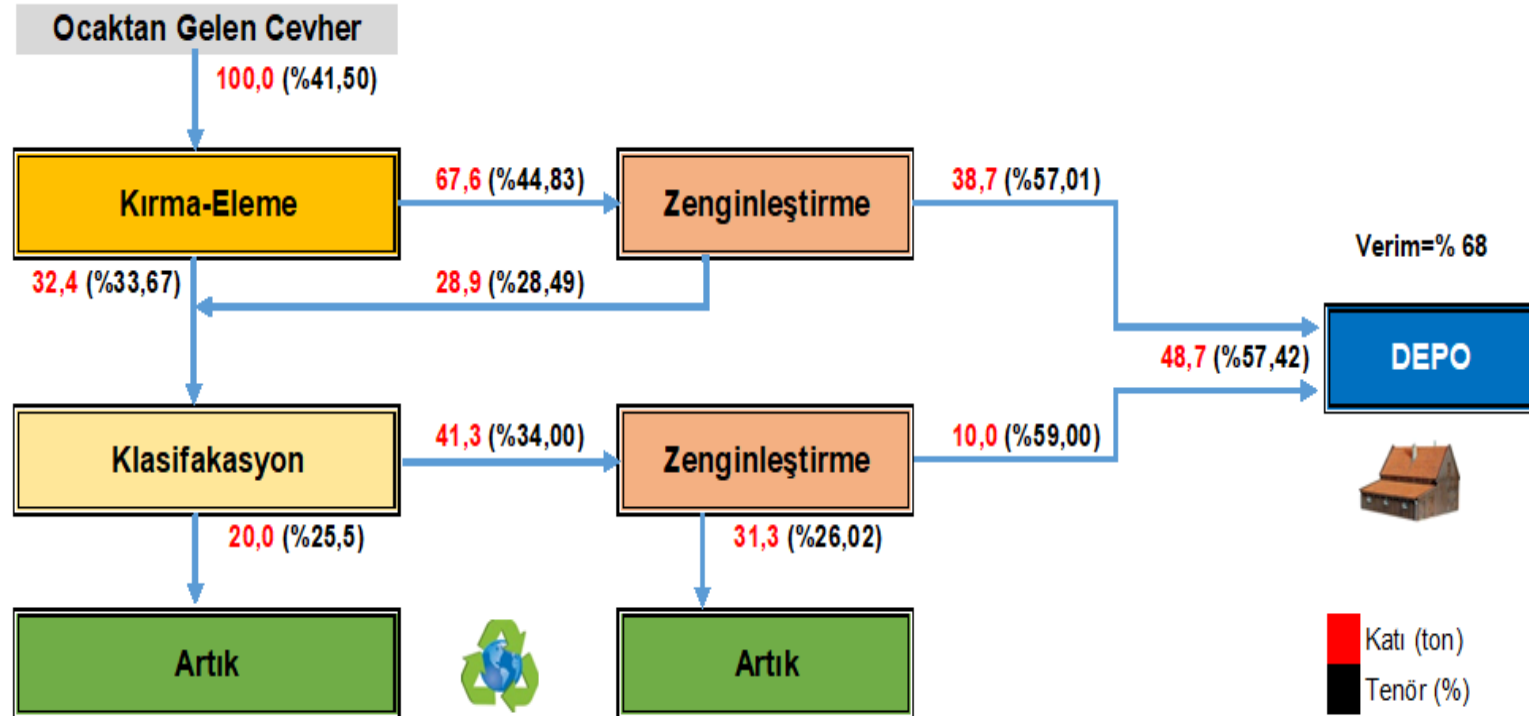 Ocaktan Gelen Cevher
100,0 (%41,50)
Kırma-Eleme
67,6 (%44,83)
Zenginleştirme
38,7 (%57,01)
Verim=% 68
32,4 (%33,67)
28,9 (%28,49)
48,7 (%57,42)
DEPO
Klasifakasyon
41,3 (%34,00)
Zenginleştirme
10,0 (%59,00)
20,0 (%25,5)
31,3 (%26,02)
Artık
Artık
Katı (ton)
Tenör (%)